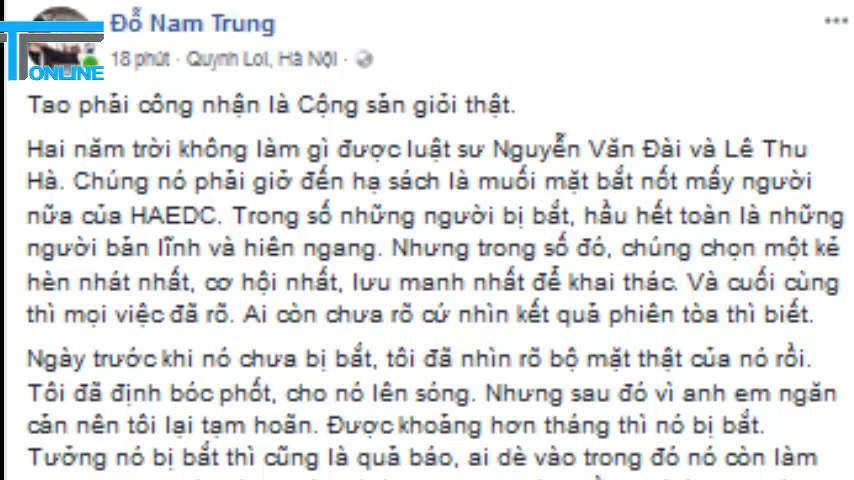 Đỗ Nam Trung
18 phút · Quynh Lol, Hà Nội ·
TF ONLINE
Tao phải công nhận là Cộng sản giỏi thật.
Hai năm trời không làm gì được luật sư Nguyễn Văn Đài và Lê Thu
Hà. Chúng nó phải giở đến hạ sách là muối mặt bắt nốt mấy người
nữa của HAEDC. Trong số những người bị bắt, hầu hết toàn là những
người bản lĩnh và hiên ngang. Nhưng trong số đó, chúng chọn một kẻ
hèn nhát nhất, cơ hội nhất, lưu manh nhất để khai thác. Và cuối cùng
thì mọi việc đã rõ. Ai còn chưa rõ cứ nhìn kết quả phiên tòa thì biết.
Ngày trước khi nó chưa bị bắt, tôi đã nhìn rõ bộ mặt thật của nó rồi.
Tôi đã định bóc phốt, cho nó lên sóng. Nhưng sau đó vì anh em ngăn
cản nên tôi lại tạm hoãn. Được khoảng hơn tháng thì nó bị bắt.
Tưởng nó bị bắt thì cũng là quả báo, ai dè vào trong đó nó còn làm